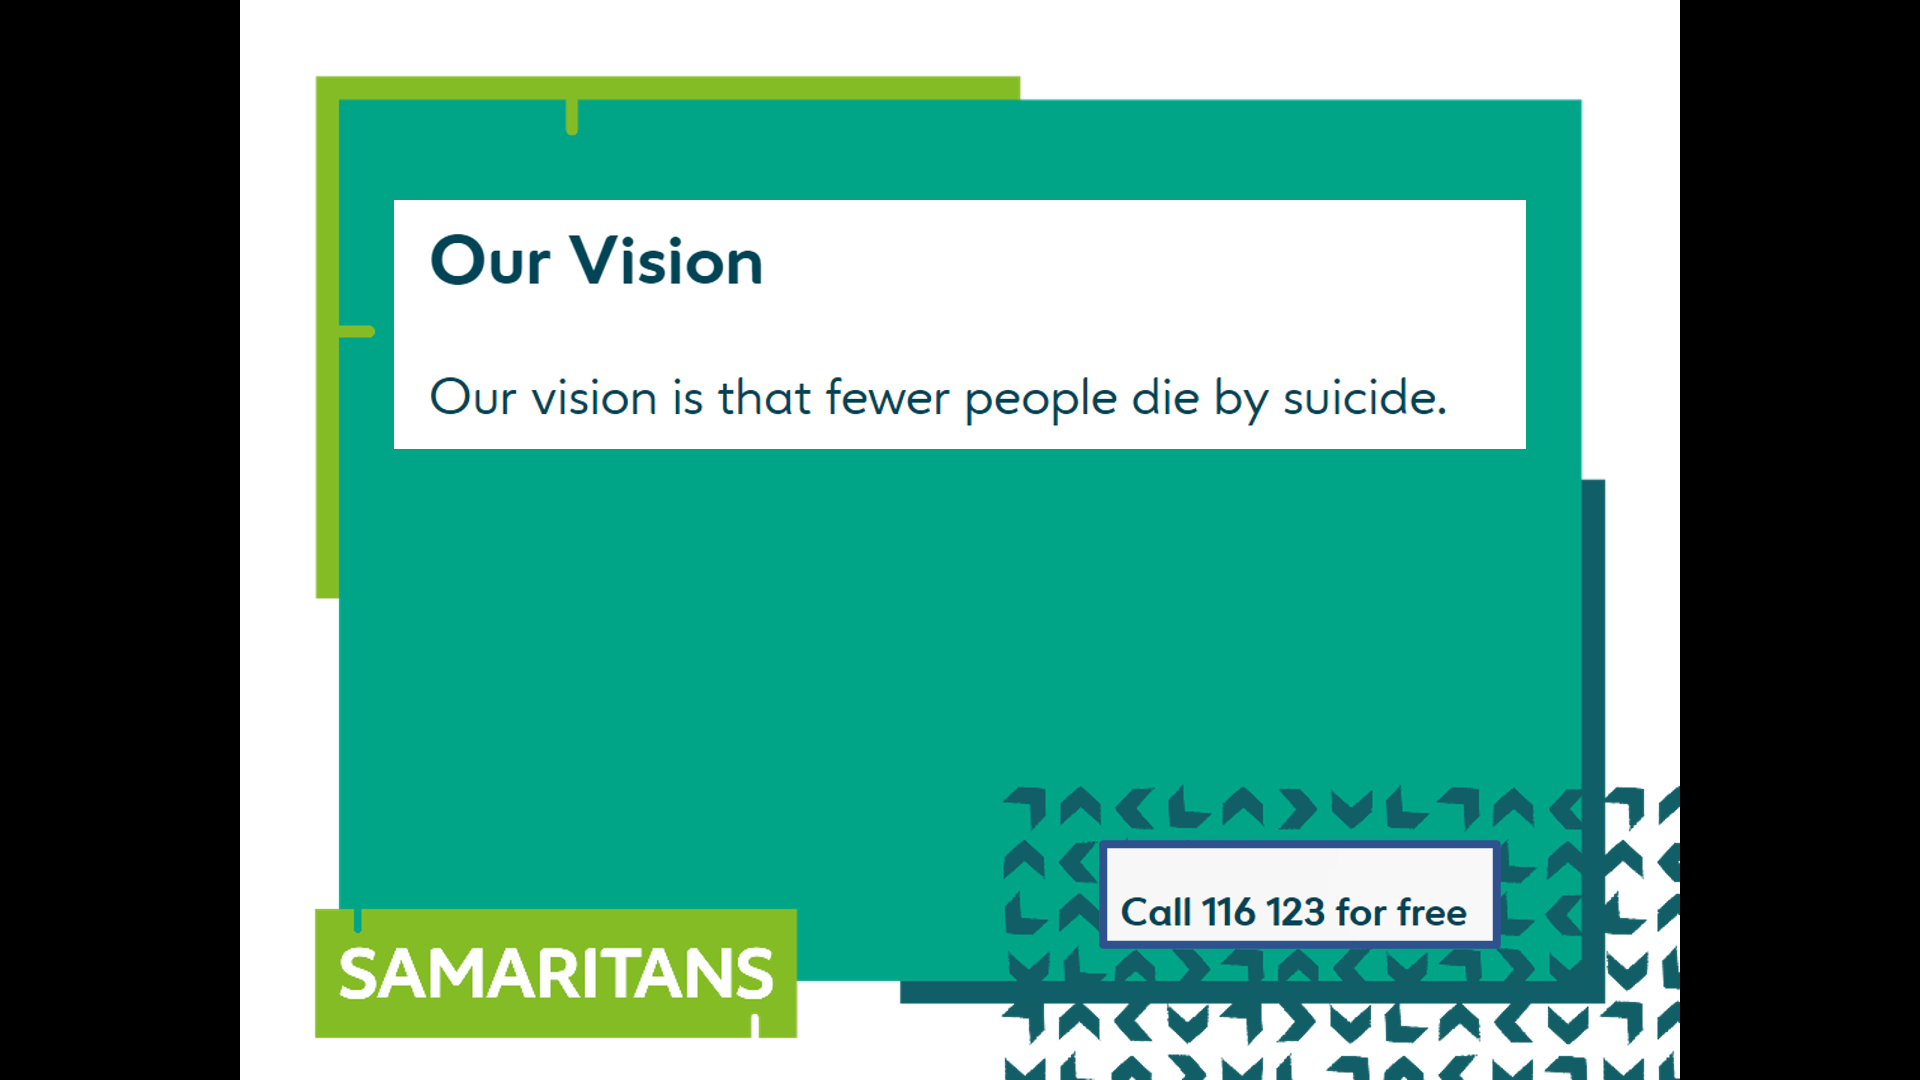 Our Vision
Our vision is that fewer people die by suicide.
Call 116 123 for free
SAMARITANS